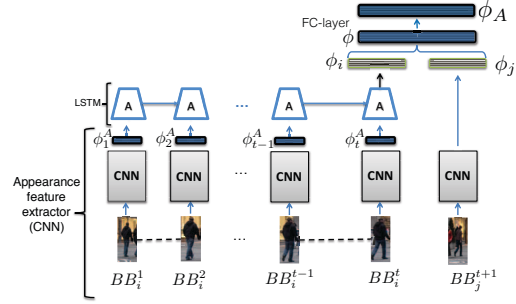 ϕ_A
FC-layer
ϕ
ϕ_i ϕ_j
LSTM
A A ... A A
ϕ_1^A ϕ_2^A ϕ_{t-1}^A ϕ_t^A
CNN CNN ... CNN CNN CNN
Appearance
feature
extractor
(CNN)
...
BB_i^1 BB_i^2 BB_i^{t-1} BB_i^t BB_j^{t+1}